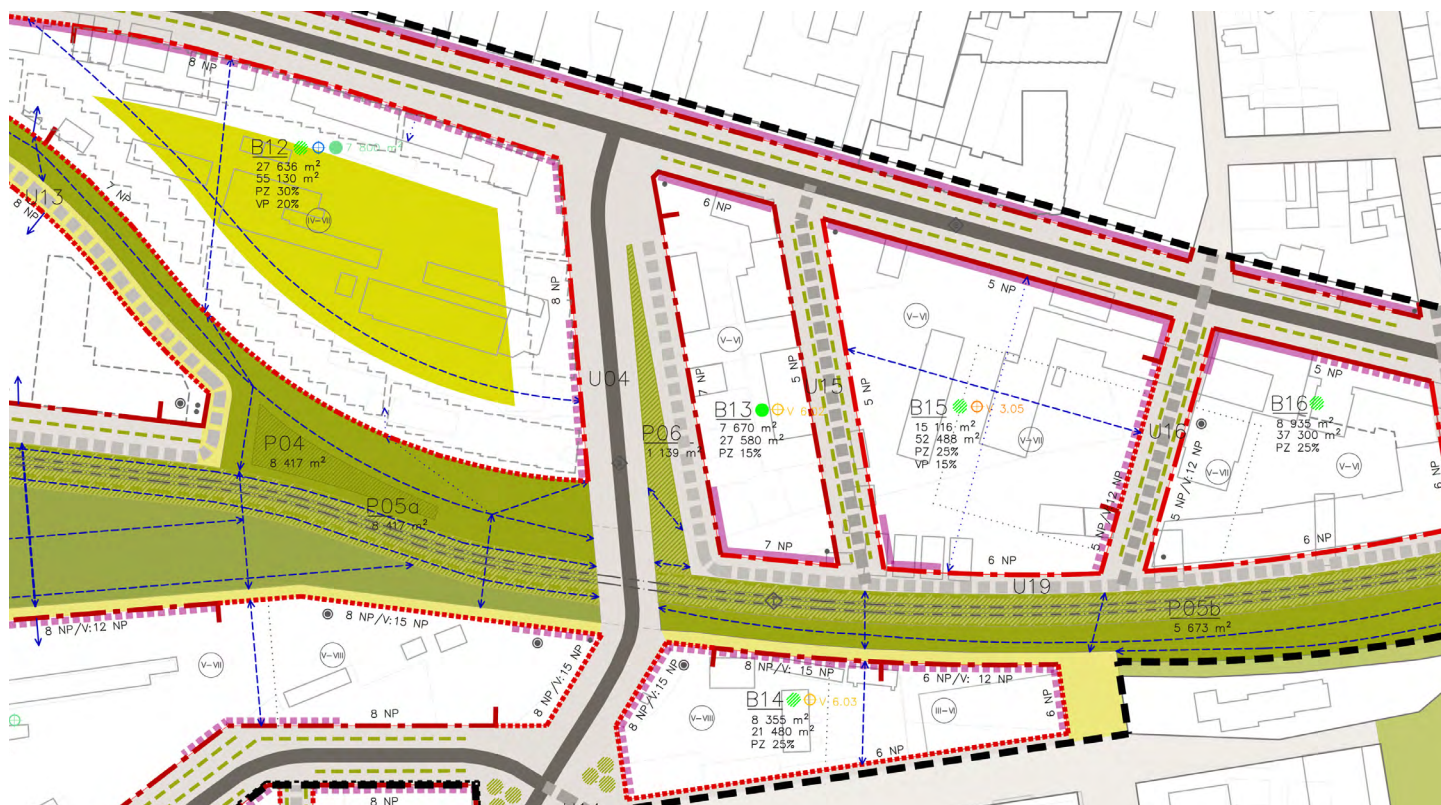 8 NP
B12
7 800 m²
27 636 m²
55 130 m²
PZ 30%
VP 20%
IV-VI
7 NP
U13
8 NP
8 NP
6 NP
5 NP
V-VI
V-VI
U04
4 NP
5 NP
U15
5 NP
B13
7 670 m²
27 580 m²
PZ 15%
B15
V 3.05
15 116 m²
52 488 m²
PZ 25%
VP 15%
V-VII
U16
5 NP
B16
8 935 m²
37 300 m²
PZ 25%
V-VII
V-VI
6 NP
5 NP/V:12 NP
5 NP/V:12 NP
P04
8 417 m²
P06
1 139 m²
P05a
8 417 m²
7 NP
6 NP
6 NP
U19
P05b
5 673 m²
8 NP/V:12 NP
8 NP/V:15 NP
V-VII
V-VIII
8 NP/V:15 NP
8 NP
8 NP/V:15 NP
8 NP/V: 15 NP
6 NP/V: 12 NP
B14
V 6.03
8 355 m²
21 480 m²
PZ 25%
V-VIII
III-VI
6 NP
6 NP
8 NP